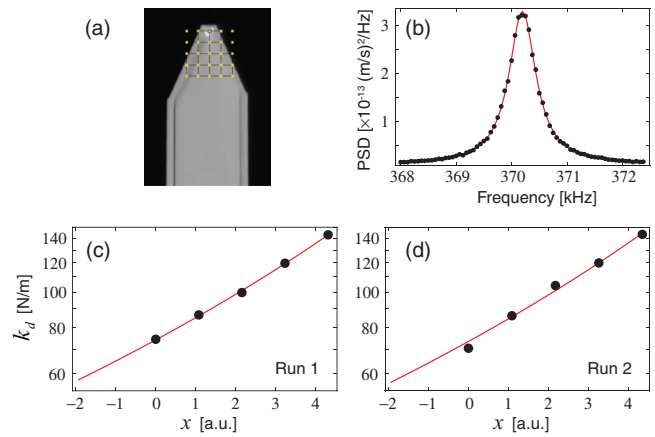 (a)
(b)
PSD [×10⁻¹³ (m/s)²/Hz]
3
2
1
368 369 370 371 372
Frequency [kHz]
(c)
k_d [N/m]
140
120
100
80
60
Run 1
−2 −1 0 1 2 3 4
x [a.u.]
(d)
140
120
100
80
60
Run 2
−2 −1 0 1 2 3 4
x [a.u.]